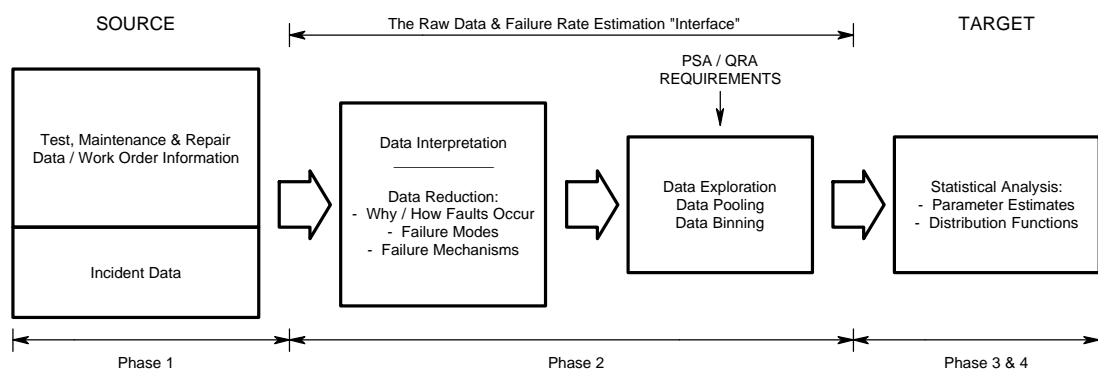 SOURCE
The Raw Data & Failure Rate Estimation "Interface"
TARGET
PSA / QRA
REQUIREMENTS
Test, Maintenance & Repair
Data / Work Order Information
Incident Data
Data Interpretation
Data Reduction:
- Why / How Faults Occur
- Failure Modes
- Failure Mechanisms
Data Exploration
Data Pooling
Data Binning
Statistical Analysis:
- Parameter Estimates
- Distribution Functions
Phase 1
Phase 2
Phase 3 & 4